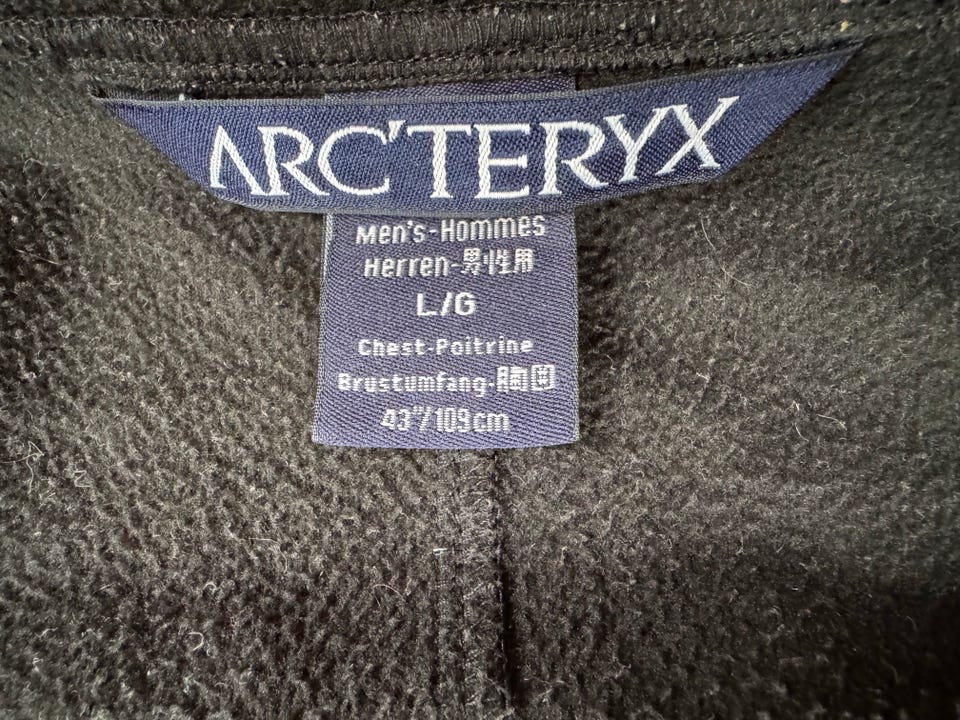 ARC'TERYX
Men's-Hommes
Herren-男性用
L/G
Chest-Poitrine
Brustumfang-胸囲
43"/109cm